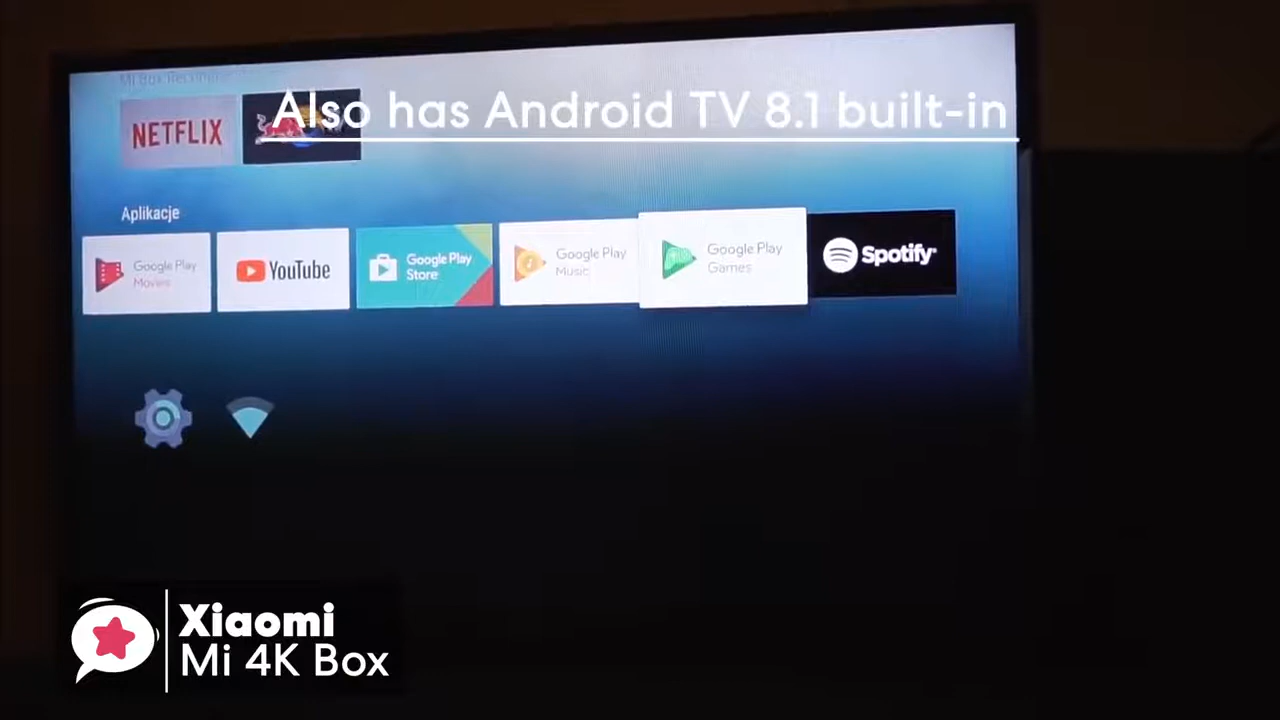 Also has Android TV 8.1 built-in
NETFLIX
Aplikacje
Google Play
Movies
YouTube
Google Play
Store
Google Play
Music
Google Play
Games
Spotify
Xiaomi
Mi 4K Box